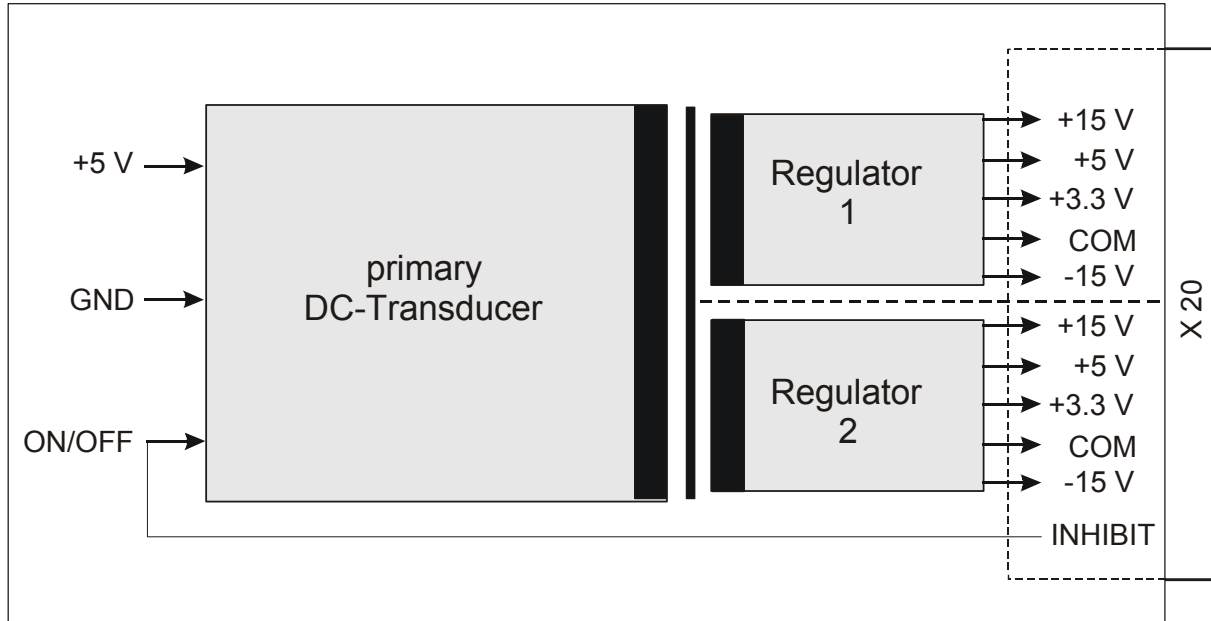 +5 V
GND
ON/OFF
primary
DC-Transducer
Regulator
1
+15 V
+5 V
+3.3 V
COM
-15 V
Regulator
2
+15 V
+5 V
+3.3 V
COM
-15 V
INHIBIT
X 20